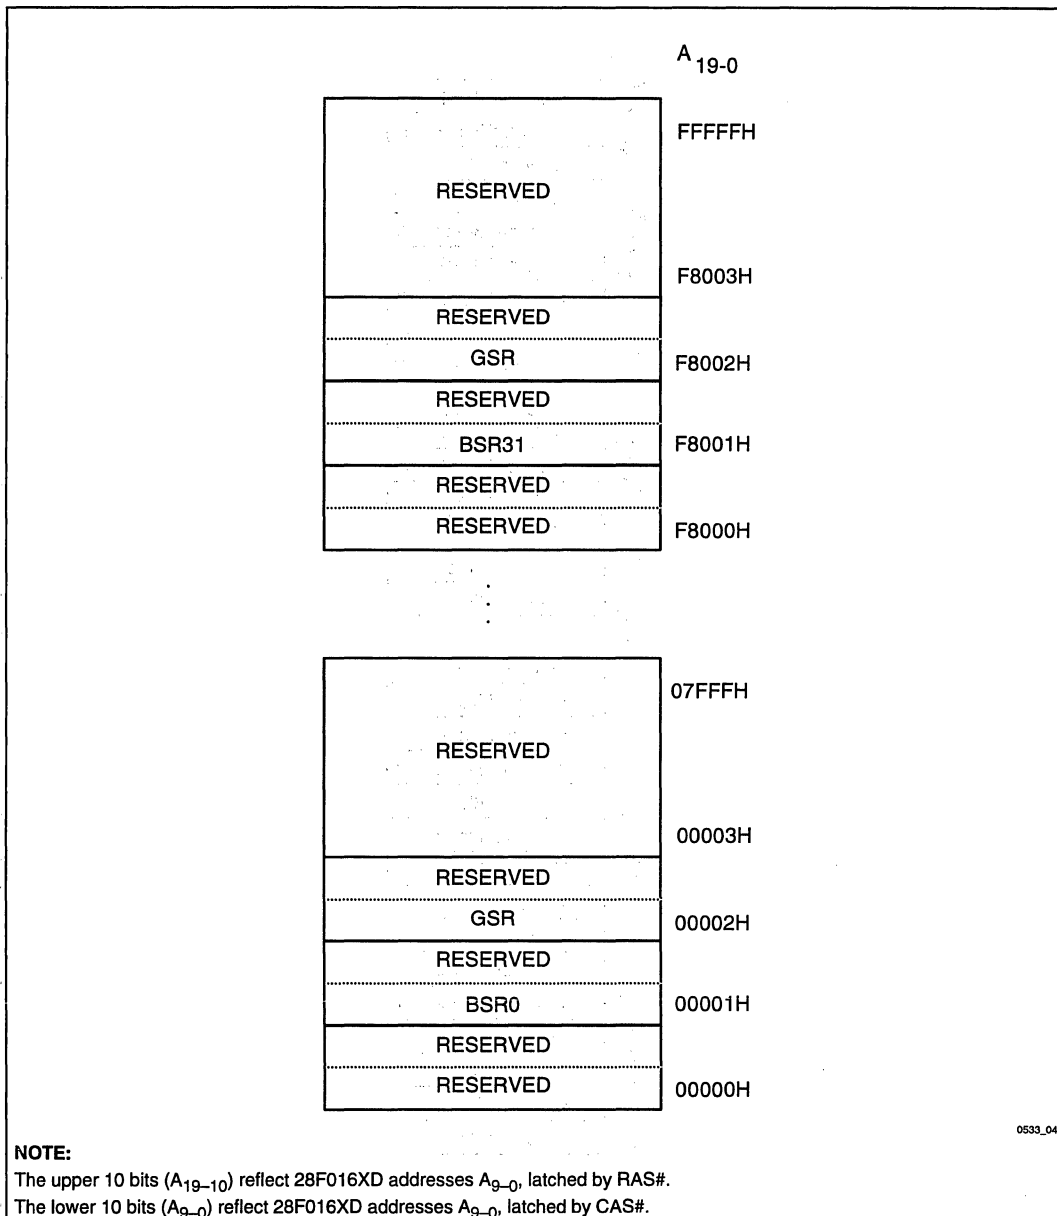 A19-0
FFFFFH
RESERVED
F8003H
RESERVED
GSR F8002H
RESERVED
BSR31 F8001H
RESERVED
RESERVED F8000H
07FFFH
RESERVED
00003H
RESERVED
GSR 00002H
RESERVED
BSR0 00001H
RESERVED
RESERVED 00000H
0533_04
NOTE:
The upper 10 bits (A19–10) reflect 28F016XD addresses A9–0, latched by RAS#.
The lower 10 bits (A9–0) reflect 28F016XD addresses A9–0, latched by CAS#.